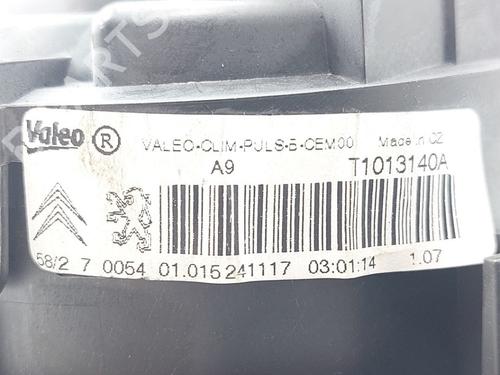 Valeo ® VALEO-CLIM-PULS-B-CEM00 Made in CZ
A9 T1013140A
58/2 7 0054 01.015 241117 03:01:14 1.07